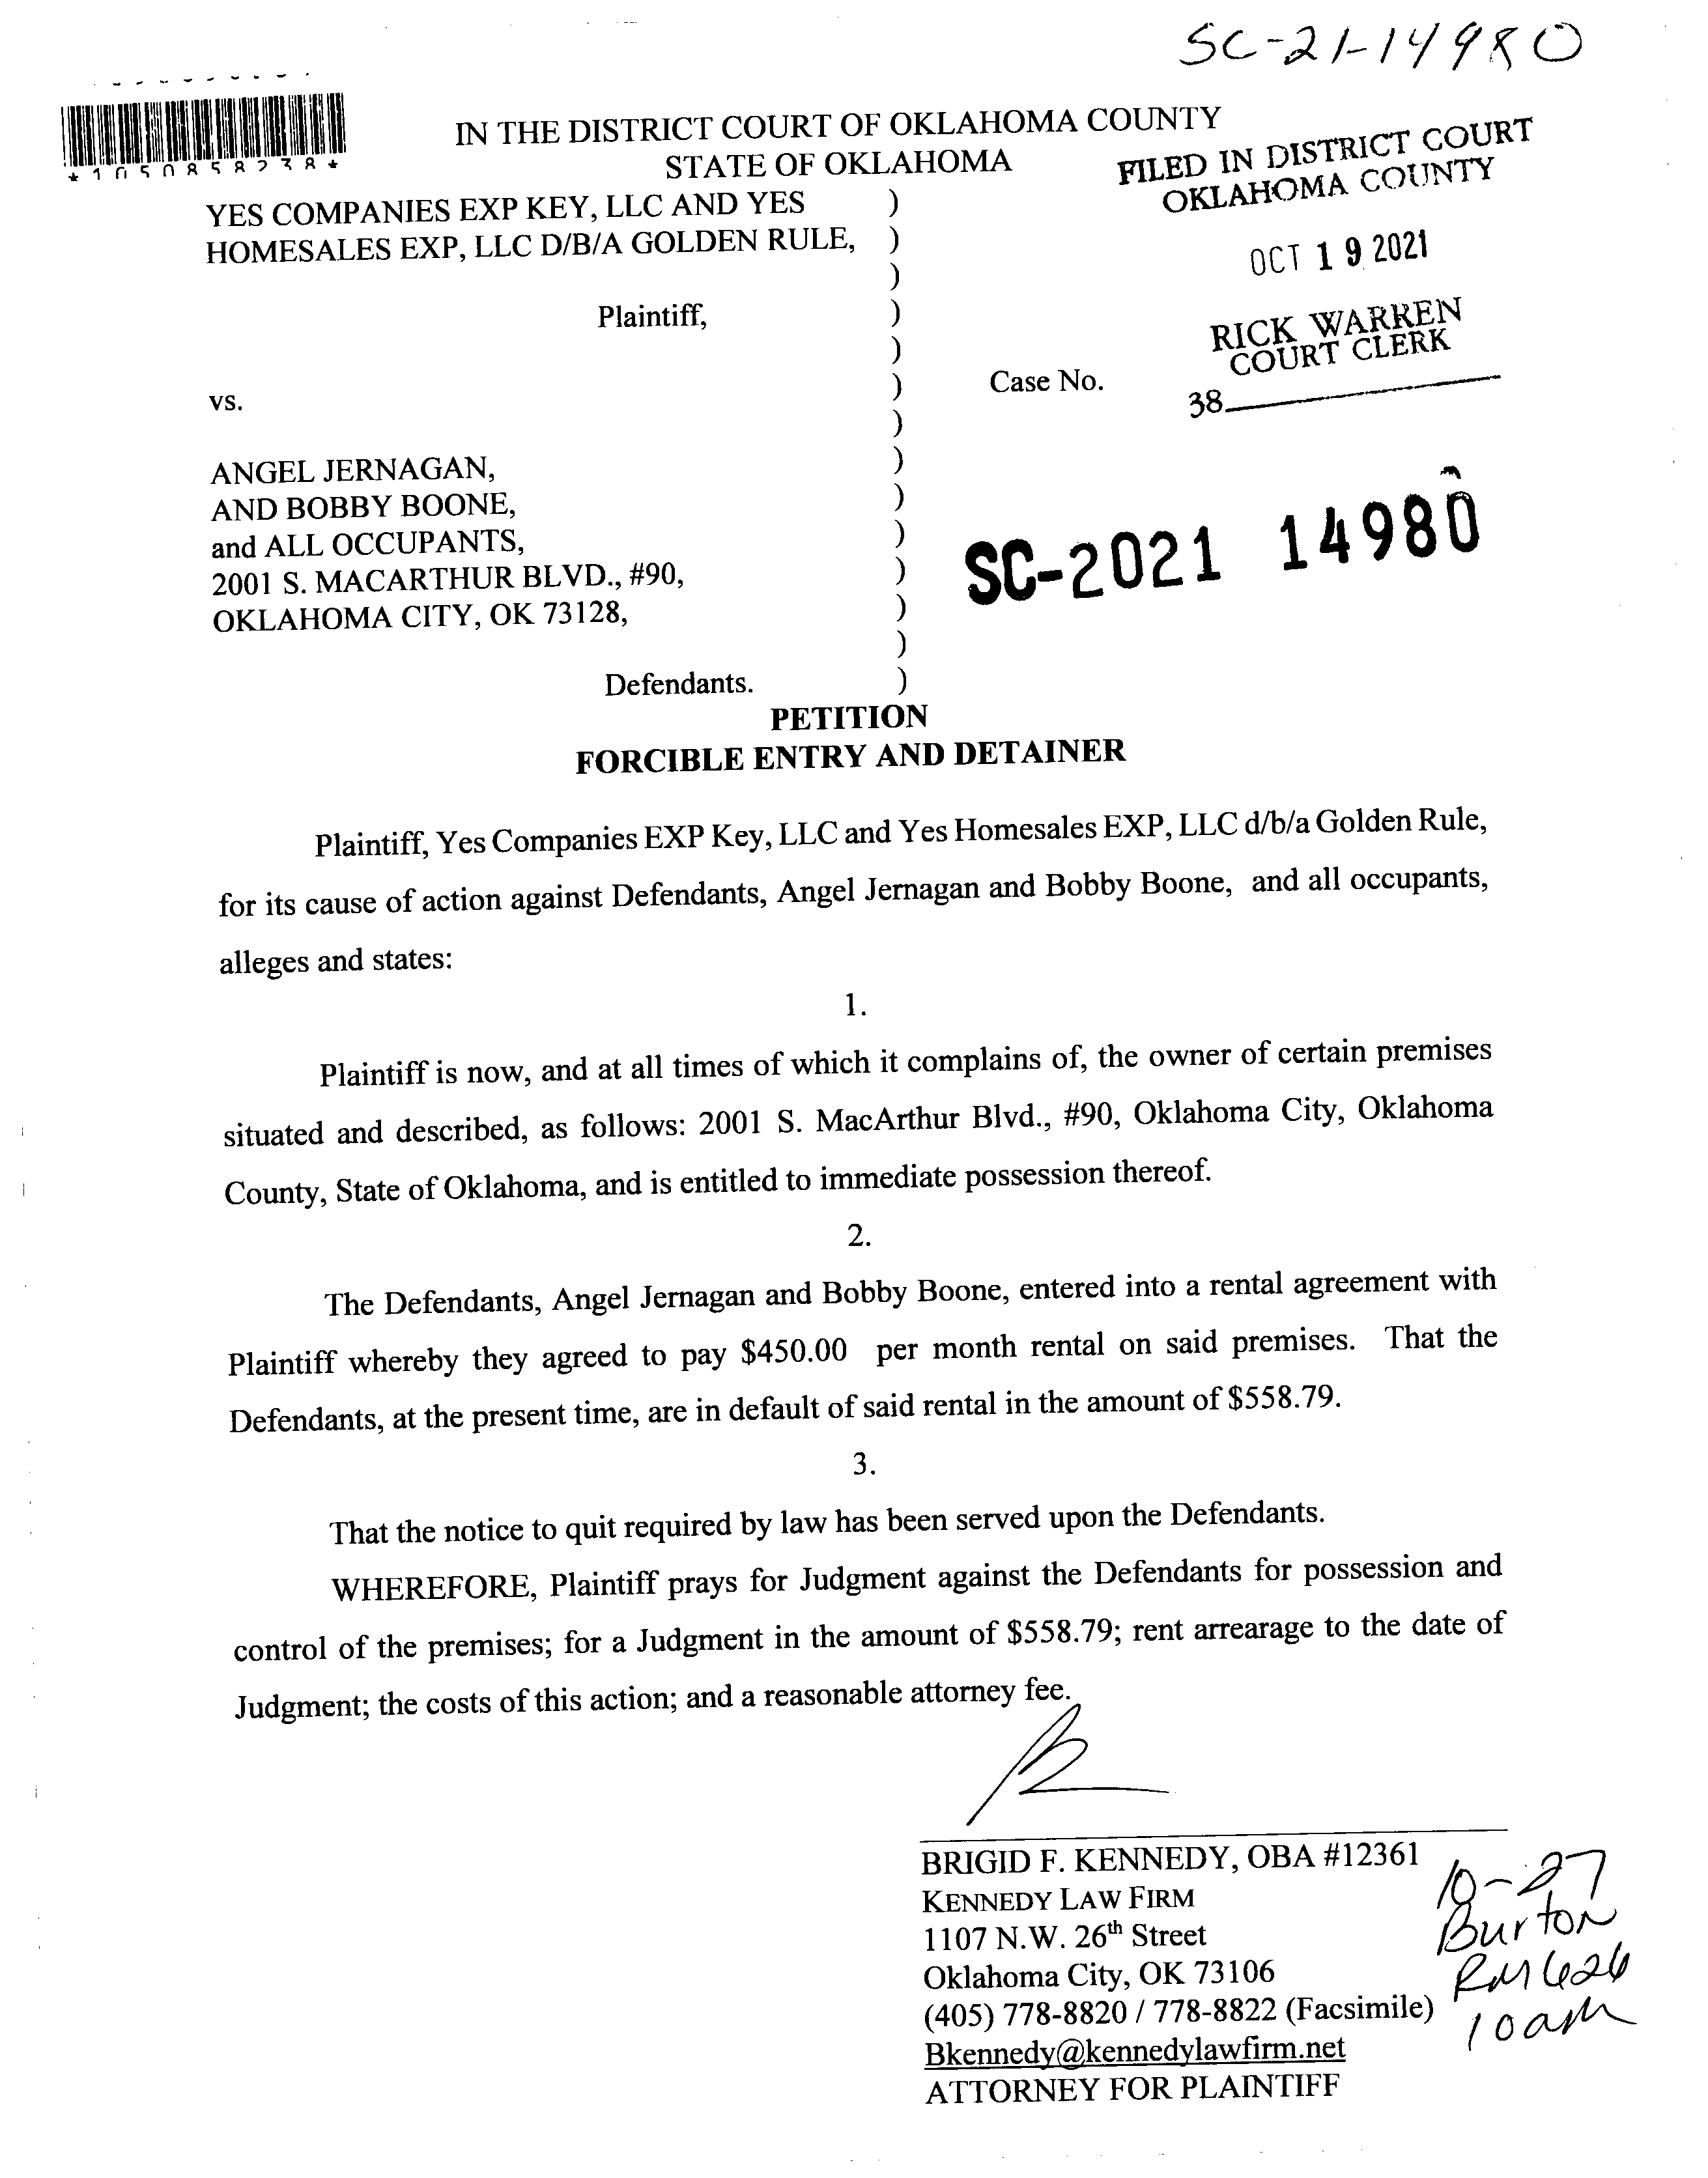 SC-21-14980
*1050858238*
IN THE DISTRICT COURT OF OKLAHOMA COUNTY
STATE OF OKLAHOMA
FILED IN DISTRICT COURT
OKLAHOMA COUNTY
OCT 19 2021
RICK WARREN
COURT CLERK
38
YES COMPANIES EXP KEY, LLC AND YES )
HOMESALES EXP, LLC D/B/A GOLDEN RULE, )
)
Plaintiff, )
)
vs. ) Case No.
)
ANGEL JERNAGAN, )
AND BOBBY BOONE, )
and ALL OCCUPANTS, )
2001 S. MACARTHUR BLVD., #90, )
OKLAHOMA CITY, OK 73128, )
)
Defendants. )
SC-2021 14980
PETITION
FORCIBLE ENTRY AND DETAINER
Plaintiff, Yes Companies EXP Key, LLC and Yes Homesales EXP, LLC d/b/a Golden Rule,
for its cause of action against Defendants, Angel Jernagan and Bobby Boone, and all occupants,
alleges and states:
1.
Plaintiff is now, and at all times of which it complains of, the owner of certain premises
situated and described, as follows: 2001 S. MacArthur Blvd., #90, Oklahoma City, Oklahoma
County, State of Oklahoma, and is entitled to immediate possession thereof.
2.
The Defendants, Angel Jernagan and Bobby Boone, entered into a rental agreement with
Plaintiff whereby they agreed to pay $450.00 per month rental on said premises. That the
Defendants, at the present time, are in default of said rental in the amount of $558.79.
3.
That the notice to quit required by law has been served upon the Defendants.
WHEREFORE, Plaintiff prays for Judgment against the Defendants for possession and
control of the premises; for a Judgment in the amount of $558.79; rent arrearage to the date of
Judgment; the costs of this action; and a reasonable attorney fee.
BRIGID F. KENNEDY, OBA #12361
KENNEDY LAW FIRM
1107 N.W. 26th Street
Oklahoma City, OK 73106
(405) 778-8820 / 778-8822 (Facsimile)
Bkennedy@kennedylawfirm.net
ATTORNEY FOR PLAINTIFF
10-27
Burton
RM 626
10am